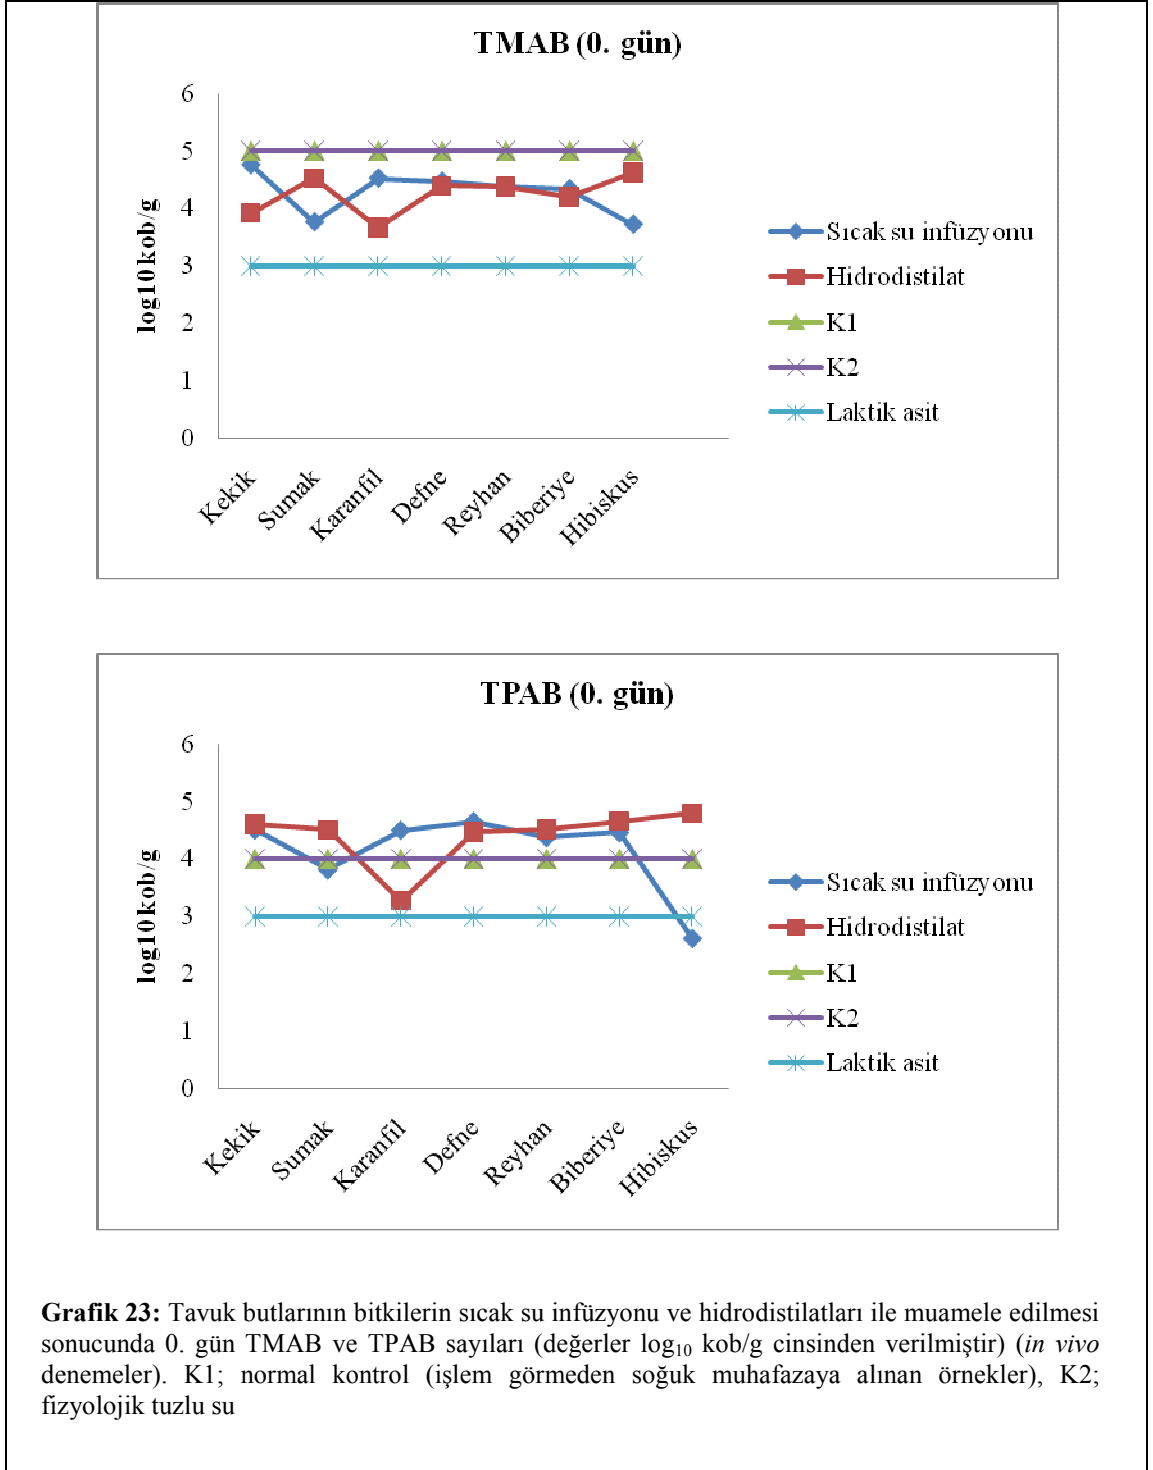 TMAB (0. gün)
6
5
4
3
2
1
0
log10 kob/g
Kekik
Sumak
Karanfil
Defne
Reyhan
Biberiye
Hibiskus
Sıcak su infüzyonu
Hidrodistilat
K1
K2
Laktik asit
TPAB (0. gün)
6
5
4
3
2
1
0
log10 kob/g
Kekik
Sumak
Karanfil
Defne
Reyhan
Biberiye
Hibiskus
Sıcak su infüzyonu
Hidrodistilat
K1
K2
Laktik asit
Grafik 23: Tavuk butlarının bitkilerin sıcak su infüzyonu ve hidrodistilatları ile muamele edilmesi
sonucunda 0. gün TMAB ve TPAB sayıları (değerler log₁₀ kob/g cinsinden verilmiştir) (in vivo
denemeler). K1; normal kontrol (işlem görmeden soğuk muhafazaya alınan örnekler), K2;
fizyolojik tuzlu su